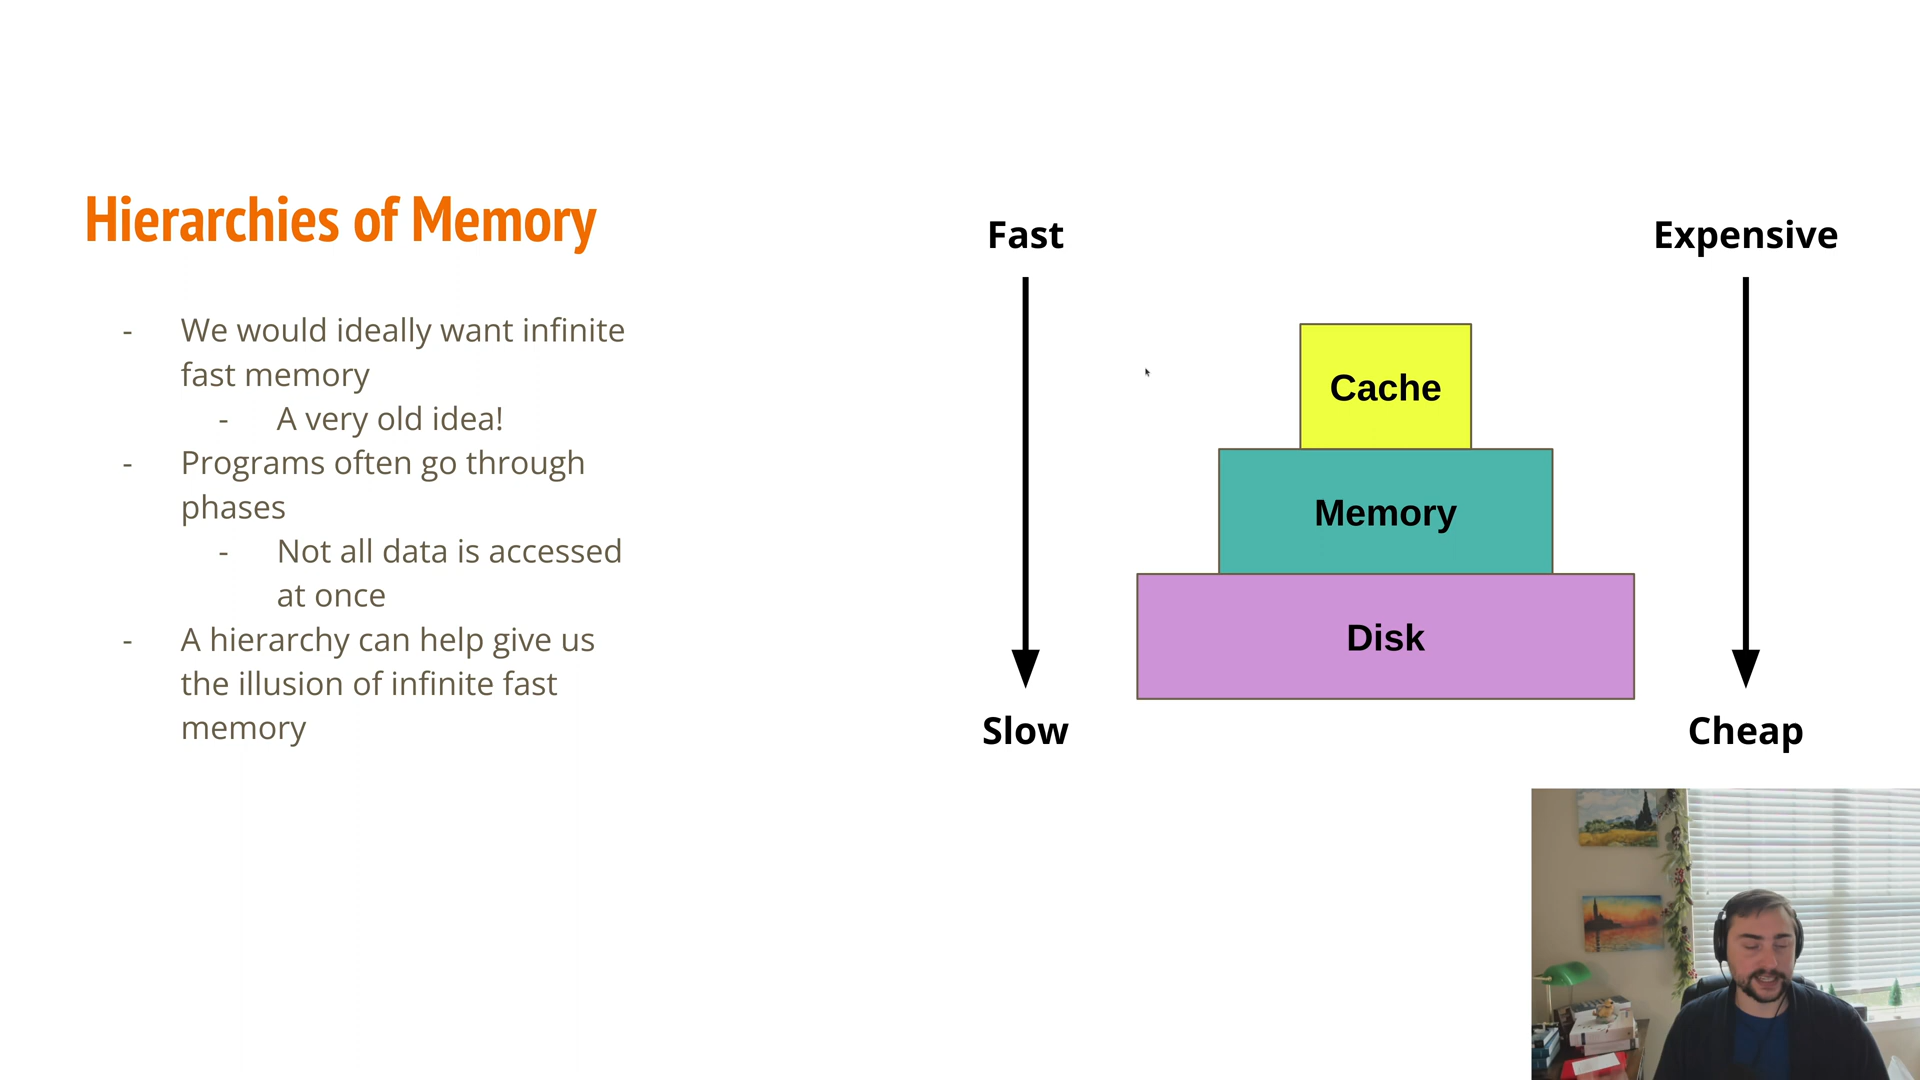 Hierarchies of Memory
- We would ideally want infinite
fast memory
- A very old idea!
- Programs often go through
phases
- Not all data is accessed
at once
- A hierarchy can help give us
the illusion of infinite fast
memory
Fast
Slow
Cache
Memory
Disk
Expensive
Cheap